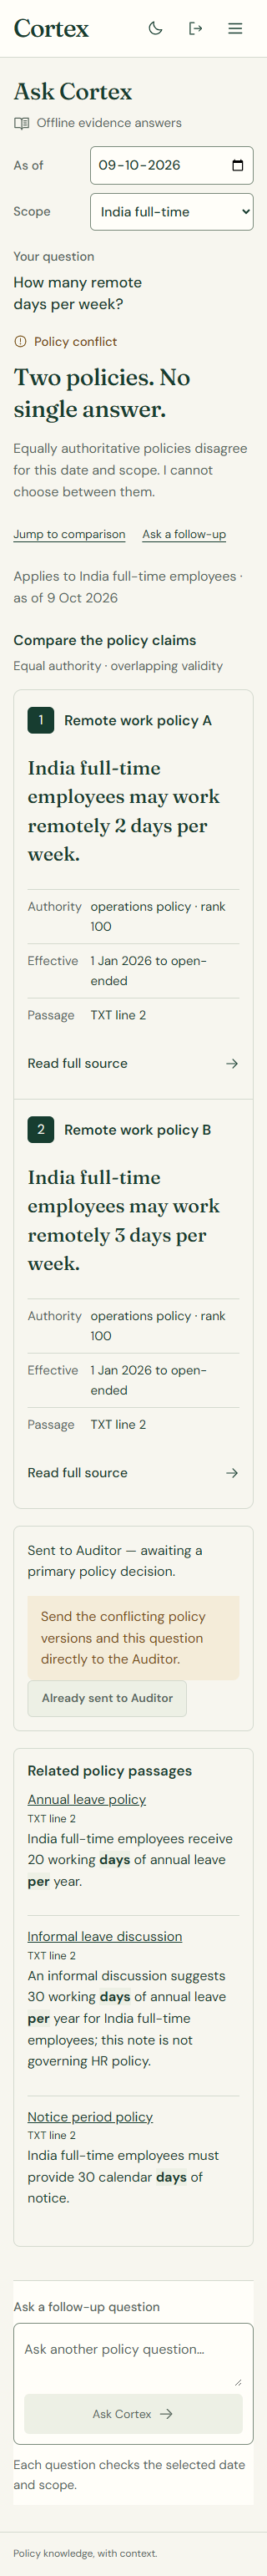 Cortex
Ask Cortex
Offline evidence answers
As of
09-10-2026
Scope
India full-time
Your question
How many remote
days per week?
Policy conflict
Two policies. No
single answer.
Equally authoritative policies disagree
for this date and scope. I cannot
choose between them.
Jump to comparison Ask a follow-up
Applies to India full-time employees ·
as of 9 Oct 2026
Compare the policy claims
Equal authority · overlapping validity
1 Remote work policy A
India full-time
employees may work
remotely 2 days per
week.
Authority operations policy · rank
100
Effective 1 Jan 2026 to open-
ended
Passage TXT line 2
Read full source
2 Remote work policy B
India full-time
employees may work
remotely 3 days per
week.
Authority operations policy · rank
100
Effective 1 Jan 2026 to open-
ended
Passage TXT line 2
Read full source
Sent to Auditor — awaiting a
primary policy decision.
Send the conflicting policy
versions and this question
directly to the Auditor.
Already sent to Auditor
Related policy passages
Annual leave policy
TXT line 2
India full-time employees receive
20 working days of annual leave
per year.
Informal leave discussion
TXT line 2
An informal discussion suggests
30 working days of annual leave
per year for India full-time
employees; this note is not
governing HR policy.
Notice period policy
TXT line 2
India full-time employees must
provide 30 calendar days of
notice.
Ask a follow-up question
Ask another policy question...
Ask Cortex
Each question checks the selected date
and scope.
Policy knowledge, with context.